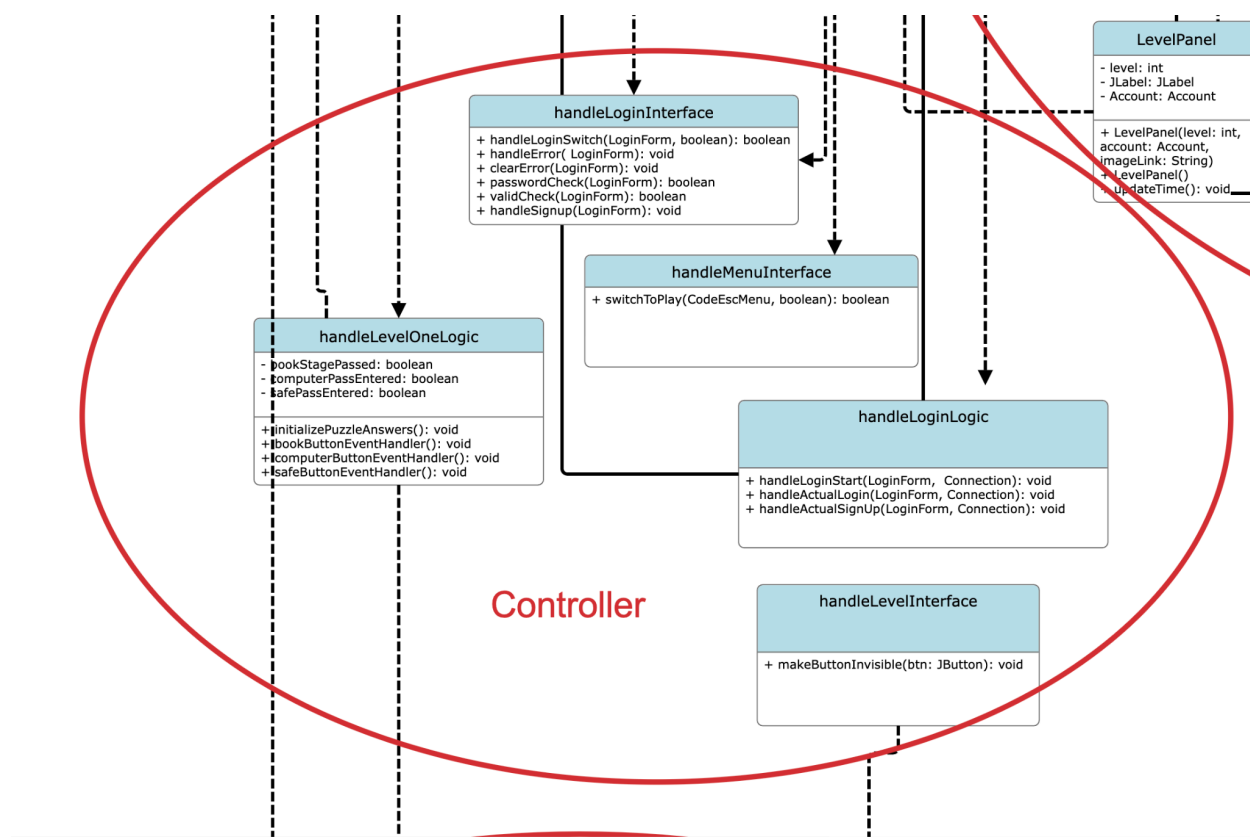 LevelPanel
- level: int
- JLabel: JLabel
- Account: Account
+ LevelPanel(level: int,
account: Account,
imageLink: String)
+ LevelPanel()
+ updateTime(): void
handleLoginInterface
+ handleLoginSwitch(LoginForm, boolean): boolean
+ handleError( LoginForm): void
+ clearError(LoginForm): void
+ passwordCheck(LoginForm): boolean
+ validCheck(LoginForm): boolean
+ handleSignup(LoginForm): void
handleMenuInterface
+ switchToPlay(CodeEscMenu, boolean): boolean
handleLevelOneLogic
- bookStagePassed: boolean
- computerPassEntered: boolean
- safePassEntered: boolean
+ initializePuzzleAnswers(): void
+ bookButtonEventHandler(): void
+ computerButtonEventHandler(): void
+ safeButtonEventHandler(): void
handleLoginLogic
+ handleLoginStart(LoginForm, Connection): void
+ handleActualLogin(LoginForm, Connection): void
+ handleActualSignUp(LoginForm, Connection): void
Controller
handleLevelInterface
+ makeButtonInvisible(btn: JButton): void